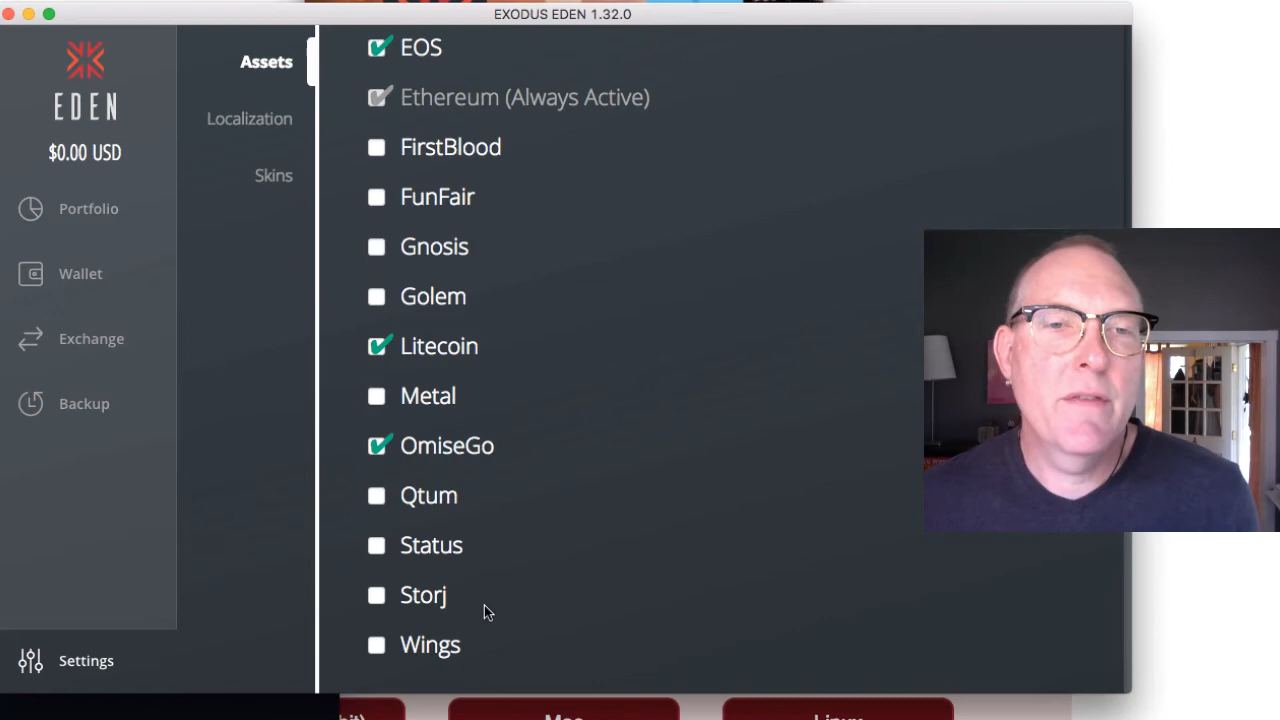 EXODUS EDEN 1.32.0
EDEN
$0.00 USD
Portfolio
Wallet
Exchange
Backup
Settings
Assets
Localization
Skins
EOS
Ethereum (Always Active)
FirstBlood
FunFair
Gnosis
Golem
Litecoin
Metal
OmiseGo
Qtum
Status
Storj
Wings